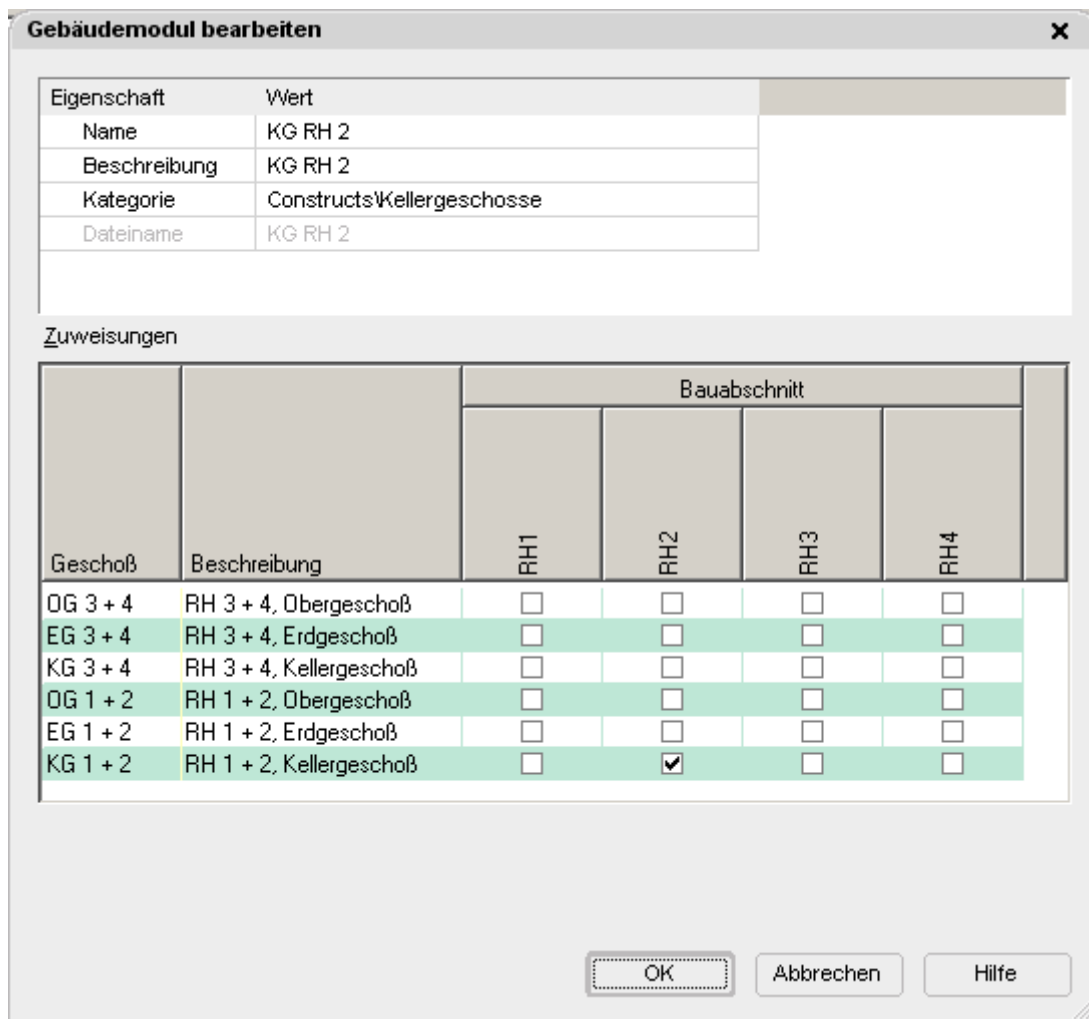 Gebäudemodul bearbeiten
Eigenschaft Wert
Name KG RH 2
Beschreibung KG RH 2
Kategorie Constructs\Kellergeschosse
Dateiname KG RH 2
Zuweisungen
Bauabschnitt
Geschoß Beschreibung RH1 RH2 RH3 RH4
OG 3 + 4 RH 3 + 4, Obergeschoß
EG 3 + 4 RH 3 + 4, Erdgeschoß
KG 3 + 4 RH 3 + 4, Kellergeschoß
OG 1 + 2 RH 1 + 2, Obergeschoß
EG 1 + 2 RH 1 + 2, Erdgeschoß
KG 1 + 2 RH 1 + 2, Kellergeschoß
OK Abbrechen Hilfe